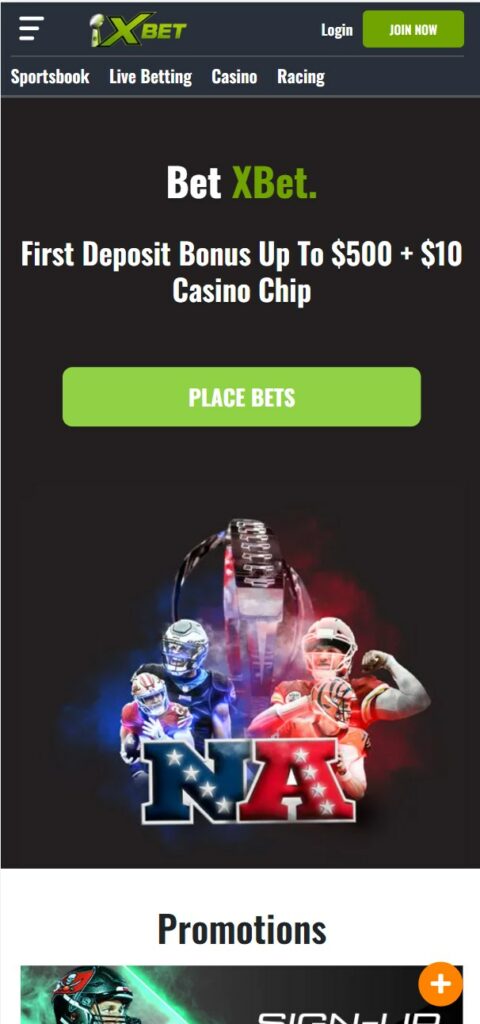 XBET
Login
JOIN NOW
Sportsbook Live Betting Casino Racing
Bet XBet.
First Deposit Bonus Up To $500 + $10
Casino Chip
PLACE BETS
NA
Promotions
SIGN-UP